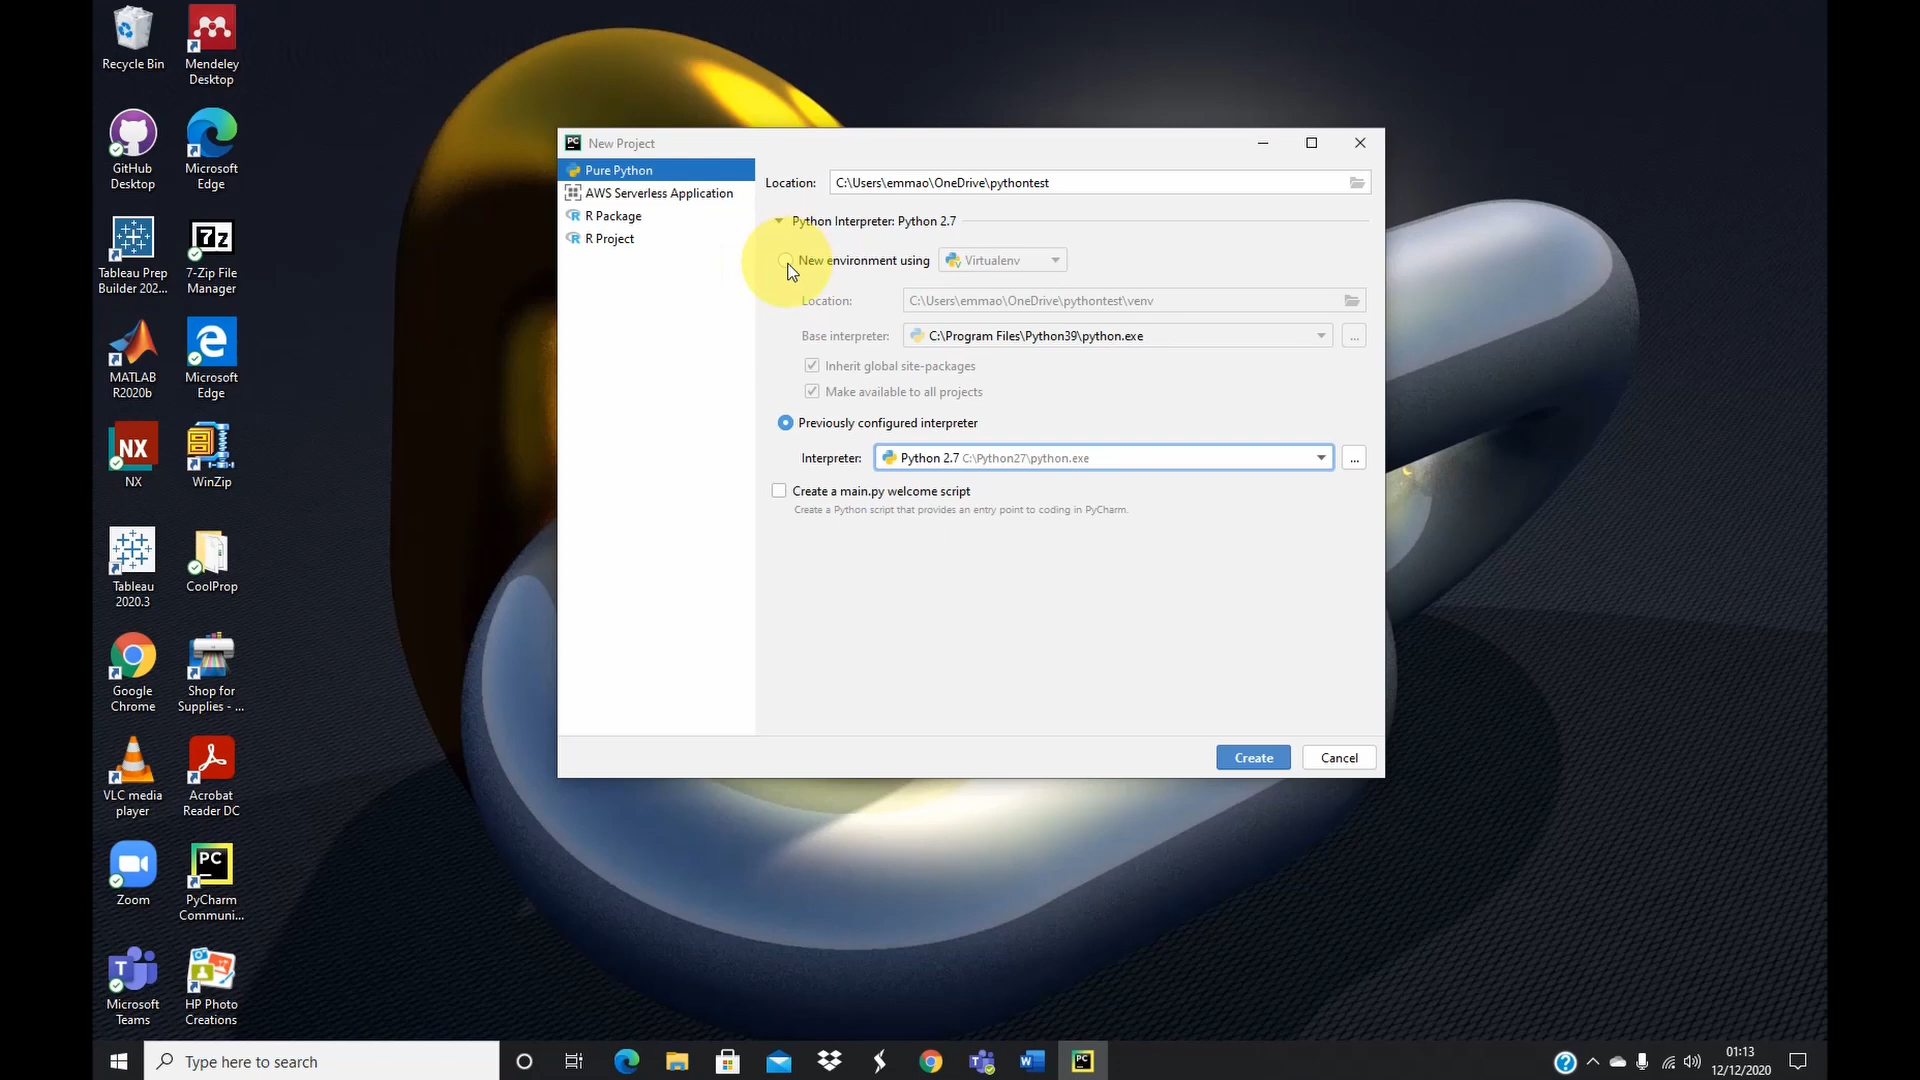 Recycle Bin
Mendeley
Desktop
GitHub
Desktop
Microsoft
Edge
Tableau Prep
Builder 202...
7z
7-Zip File
Manager
MATLAB
R2020b
Microsoft
Edge
NX
NX
WinZip
Tableau
2020.3
CoolProp
Google
Chrome
Shop for
Supplies - ...
VLC media
player
Acrobat
Reader DC
Zoom
PC
PyCharm
Communi...
T
Microsoft
Teams
HP Photo
Creations
PC New Project
Pure Python
AWS Serverless Application
R Package
R Project
Location: C:\Users\emmao\OneDrive\pythontest
Python Interpreter: Python 2.7
New environment using Virtualenv
Location: C:\Users\emmao\OneDrive\pythontest\venv
Base interpreter: C:\Program Files\Python39\python.exe ...
Inherit global site-packages
Make available to all projects
Previously configured interpreter
Interpreter: Python 2.7 C:\Python27\python.exe ...
Create a main.py welcome script
Create a Python script that provides an entry point to coding in PyCharm.
Create Cancel
Type here to search
W
PC
01:13
12/12/2020